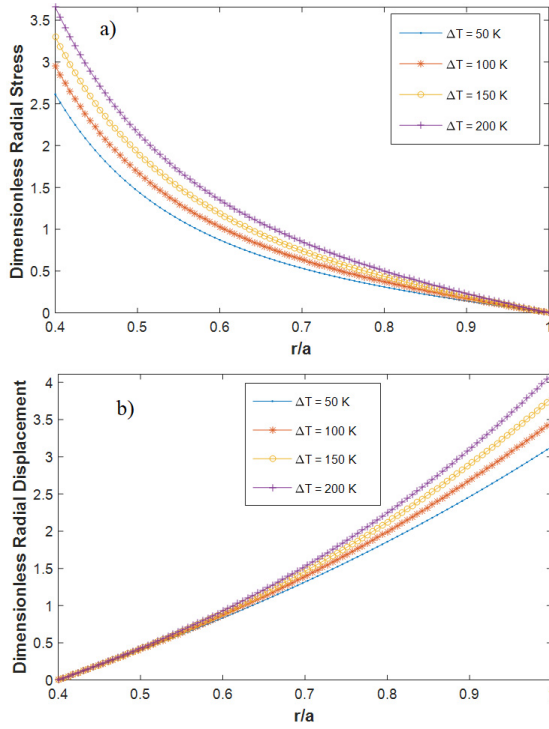 a)
Dimensionless Radial Stress
3.5
3
2.5
2
1.5
1
0.5
0
ΔT = 50 K
ΔT = 100 K
ΔT = 150 K
ΔT = 200 K
0.4 0.5 0.6 0.7 0.8 0.9 1
r/a
b)
Dimensionless Radial Displacement
4
3.5
3
2.5
2
1.5
1
0.5
0
ΔT = 50 K
ΔT = 100 K
ΔT = 150 K
ΔT = 200 K
0.4 0.5 0.6 0.7 0.8 0.9 1
r/a